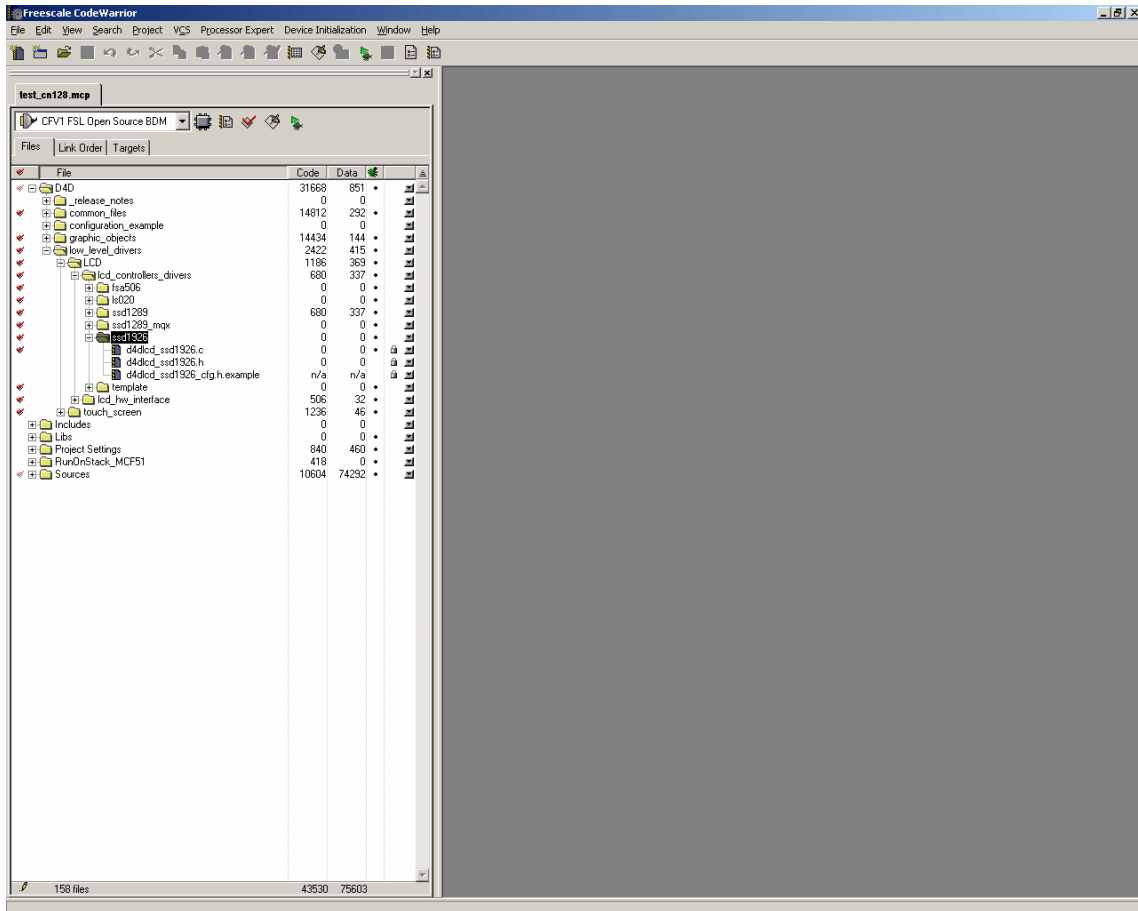 Freescale CodeWarrior
File Edit View Search Project VCS Processor Expert Device Initialization Window Help
test_cn128.mcp
CFV1 FSL Open Source BDM
Files Link Order Targets
File Code Data
D4D 31668 851
_release_notes 0 0
common_files 14812 292
configuration_example 0 0
graphic_objects 14434 144
low_level_drivers 2422 415
LCD 1186 369
lcd_controllers_drivers 680 337
fsa506 0 0
ls020 0 0
ssd1289 680 337
ssd1289_mqx 0 0
ssd1926 0 0
d4dlcd_ssd1926.c 0 0
d4dlcd_ssd1926.h 0 0
d4dlcd_ssd1926_cfg.h.example n/a n/a
template 0 0
lcd_hw_interface 506 32
touch_screen 1236 46
Includes 0 0
Libs 0 0
Project Settings 840 460
RunOnStack_MCF51 418 0
Sources 10604 74292
158 files 43530 75603